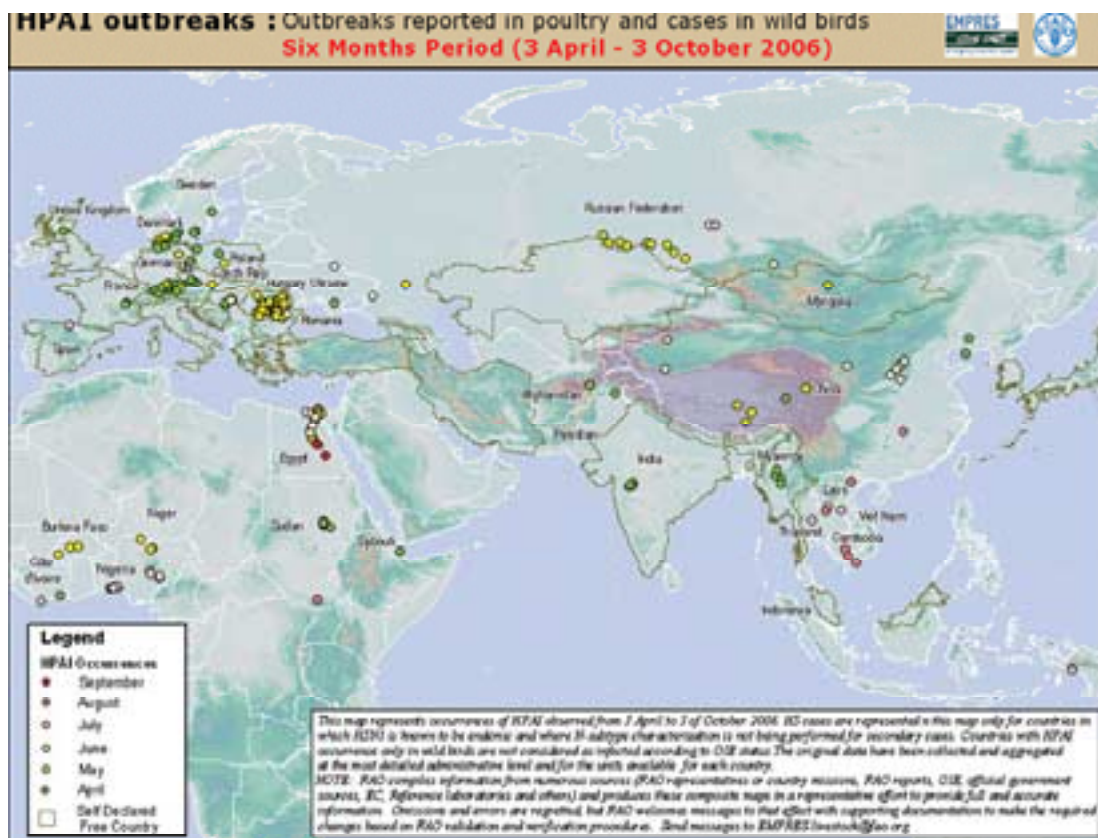 HPAI outbreaks : Outbreaks reported in poultry and cases in wild birds
Six Months Period (3 April - 3 October 2006)
EMPRES
Sweden
United Kingdom
Denmark
Russian Federation
Poland
Czech Rep.
France
Hungary Ukraine
Romania
Spain
Mongolia
Afghanistan
Pakistan
Egypt
India
Myanmar
Niger
Burkina Faso
Sudan
Djibouti
Laos
Viet Nam
Thailand
Cambodia
Cote
d'Ivoire
Nigeria
Indonesia
Legend
HPAI Occurrences
September
August
July
June
May
April
Self Declared
Free Country
This map represents occurrences of HPAI observed from 3 April to 3 of October 2006. H5 cases are represented in this map only for countries in
which H5N1 is known to be endemic and where N-subtype characterization is not being performed for secondary cases. Countries with HPAI
occurrence only in wild birds are not considered as infected according to OIE status. The original data have been collected and aggregated
at the most detailed administrative level and for the units available for each country.
NOTE: FAO compiles information from numerous sources (FAO representatives or country missions, FAO reports, OIE, official government
sources, EC, Reference laboratories and others) and produces these composite maps in a representative effort to provide full and accurate
information. Omissions and errors are regretted, but FAO welcomes messages to that effect with supporting documentation to make the required
changes based on FAO validation and verification procedures. Send messages to EMPRES-livestock@fao.org